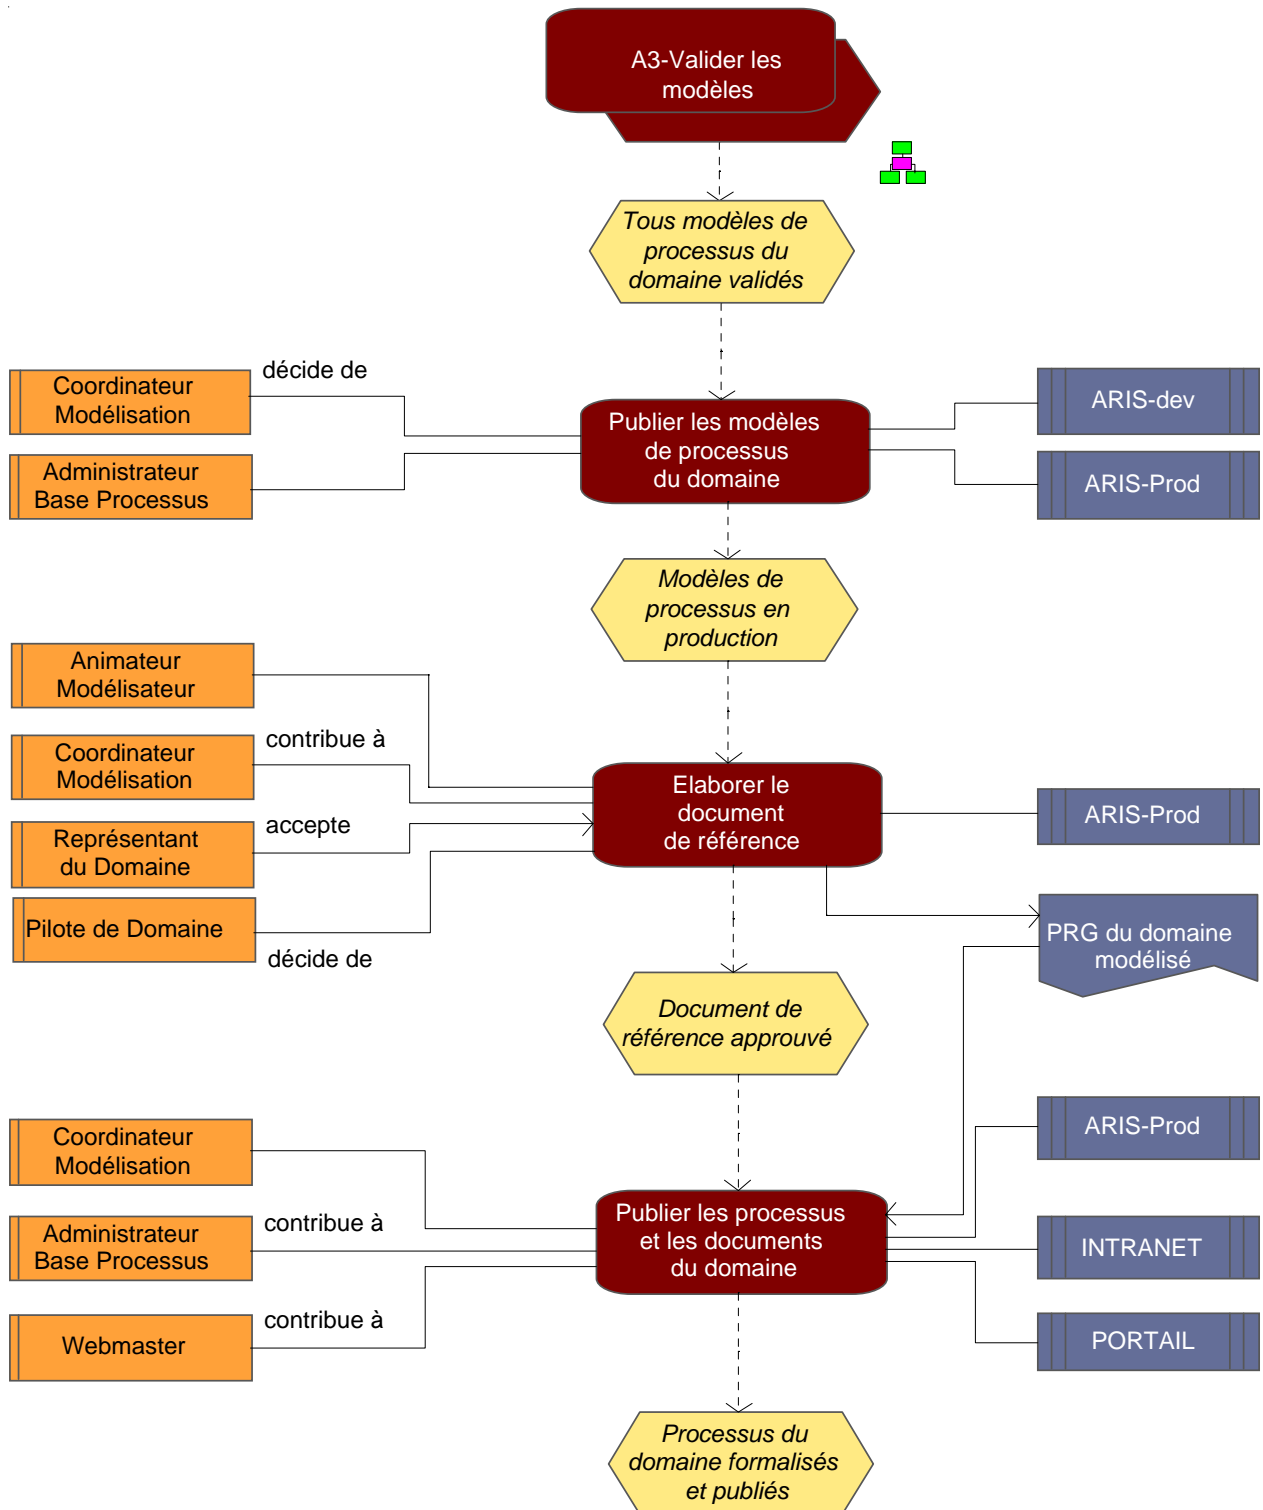 A3-Valider les
modèles
Tous modèles de
processus du
domaine validés
décide de
Coordinateur
Modélisation
Publier les modèles
de processus
du domaine
ARIS-dev
Administrateur
Base Processus
ARIS-Prod
Modèles de
processus en
production
Animateur
Modélisateur
contribue à
Coordinateur
Modélisation
Elaborer le
document
de référence
ARIS-Prod
accepte
Représentant
du Domaine
Pilote de Domaine
décide de
PRG du domaine
modélisé
Document de
référence approuvé
Coordinateur
Modélisation
ARIS-Prod
Publier les processus
et les documents
du domaine
contribue à
Administrateur
Base Processus
INTRANET
contribue à
Webmaster
PORTAIL
Processus du
domaine formalisés
et publiés